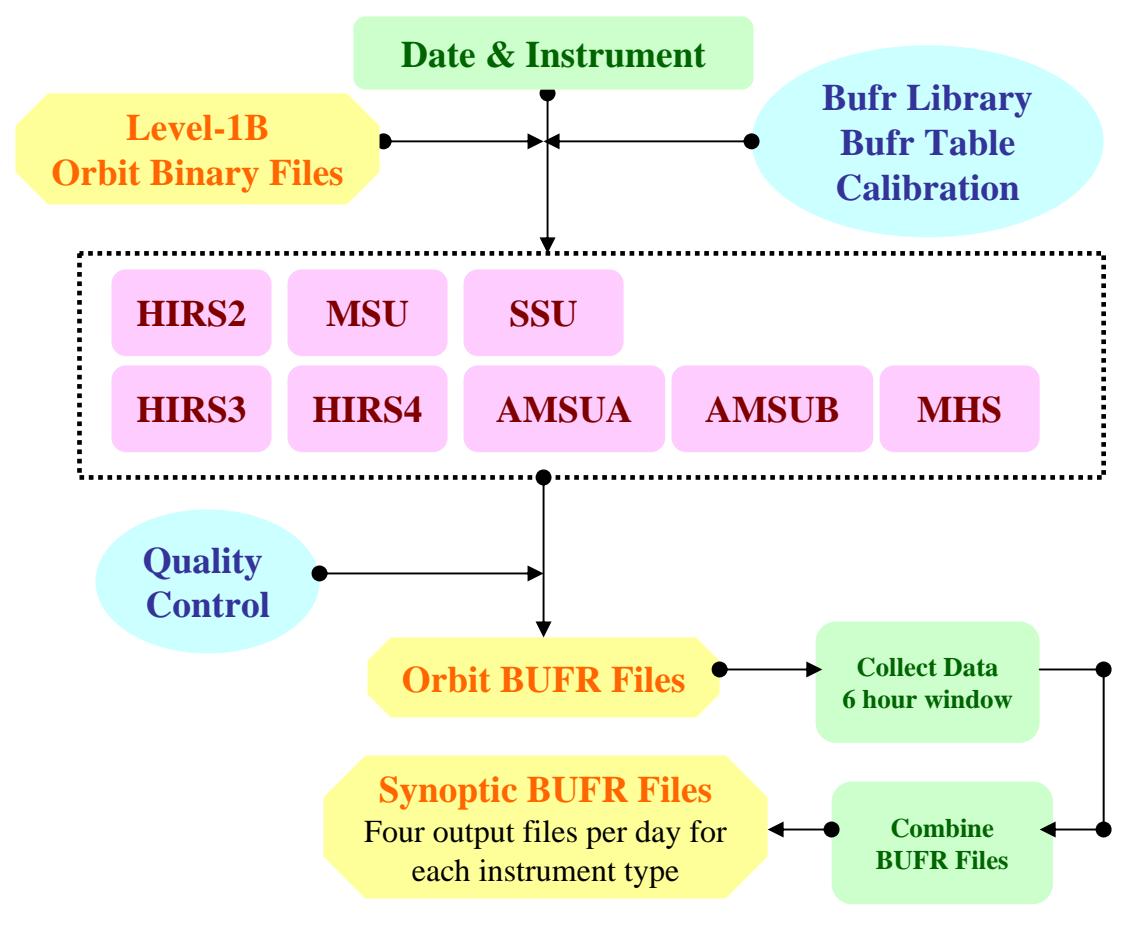 Date & Instrument
Level-1B
Orbit Binary Files
Bufr Library
Bufr Table
Calibration
HIRS2
MSU
SSU
HIRS3
HIRS4
AMSUA
AMSUB
MHS
Quality
Control
Orbit BUFR Files
Collect Data
6 hour window
Synoptic BUFR Files
Four output files per day for
each instrument type
Combine
BUFR Files